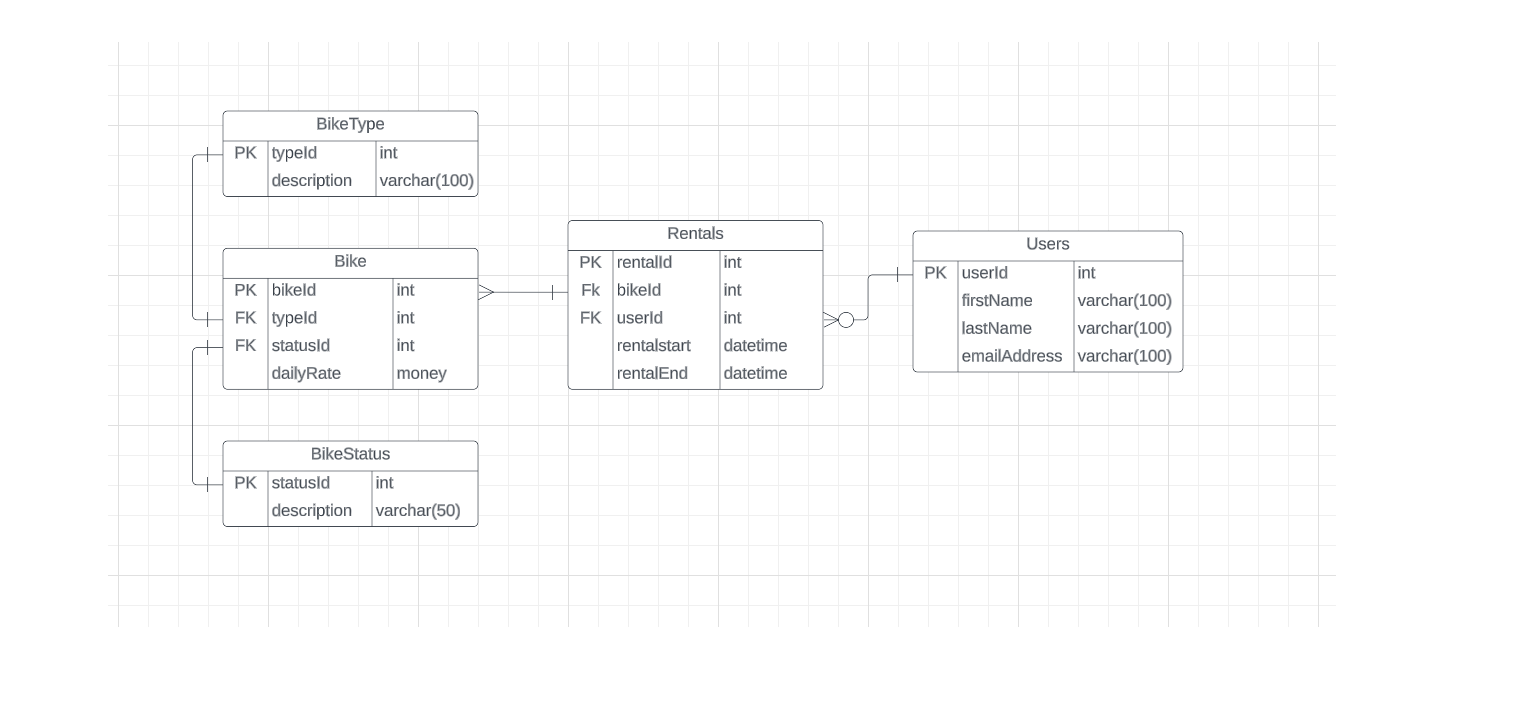 BikeType
PK typeId int
description varchar(100)
Bike
PK bikeId int
FK typeId int
FK statusId int
dailyRate money
BikeStatus
PK statusId int
description varchar(50)
Rentals
PK rentalId int
Fk bikeId int
FK userId int
rentalstart datetime
rentalEnd datetime
Users
PK userId int
firstName varchar(100)
lastName varchar(100)
emailAddress varchar(100)